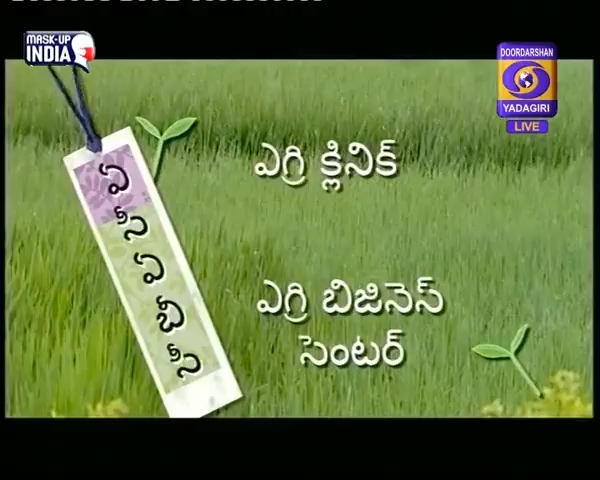 MASK-UP
INDIA
DOORDARSHAN
YADAGIRI
LIVE
ఏ
సీ
ఏ
బీ
సీ
ఎగ్రి క్లినిక్
ఎగ్రి బిజినెస్
సెంటర్